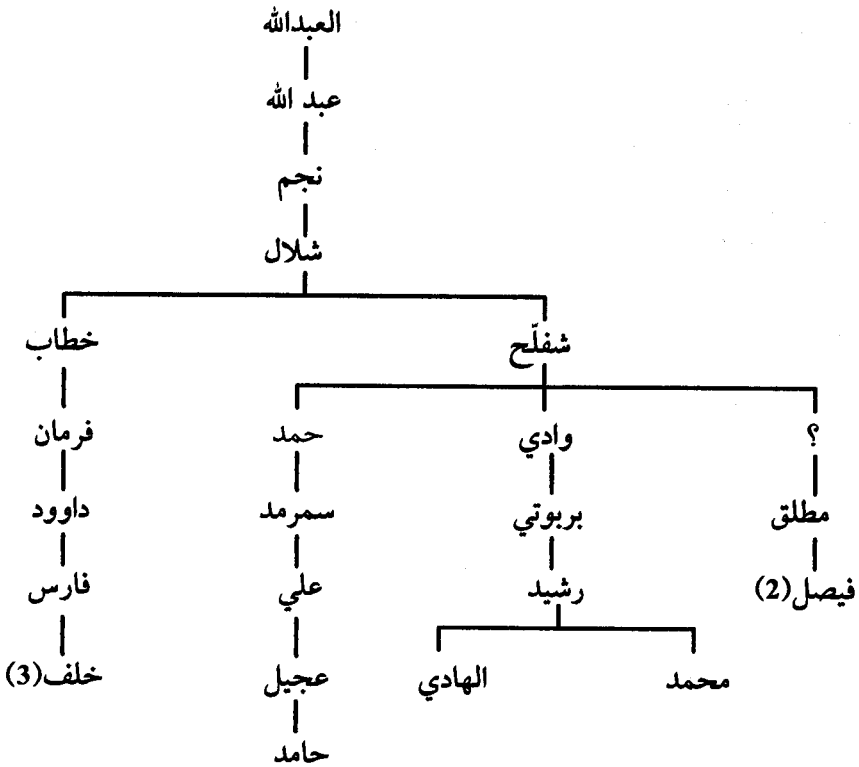 العبدالله
عبد الله
نجم
شلال
شفلّح خطاب
؟ وادي حمد فرمان
مطلق بربوتي سمرمد داوود
فيصل(2) رشيد علي فارس
محمد الهادي عجيل خلف(3)
حامد